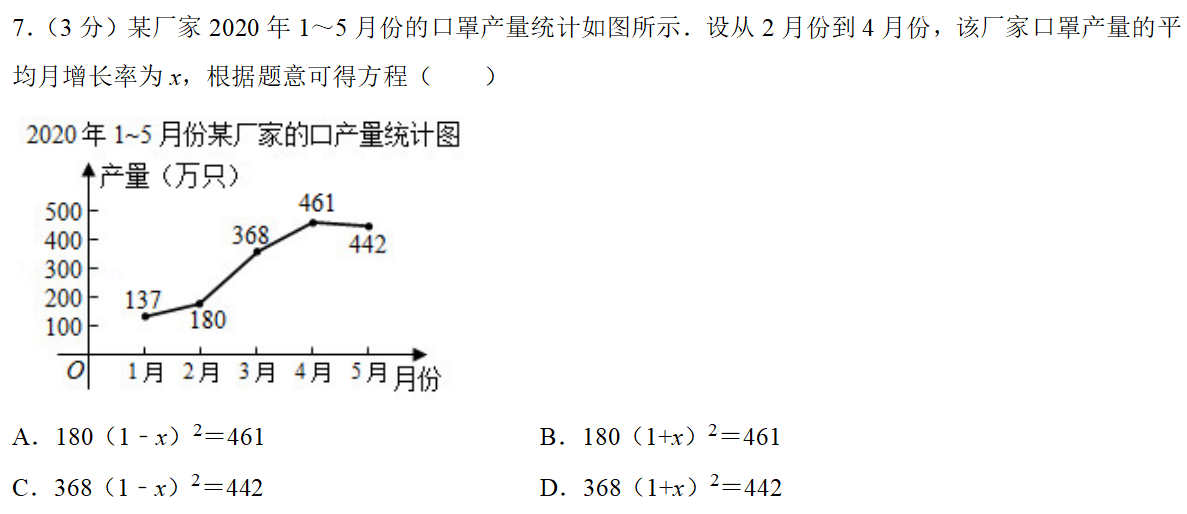 7.（3 分）某厂家 2020 年 1～5 月份的口罩产量统计如图所示．设从 2 月份到 4 月份，该厂家口罩产量的平
均月增长率为 x，根据题意可得方程（　　）
2020 年 1~5 月份某厂家的口产量统计图
产量（万只）
500
400
300
200
100
137
180
368
461
442
O
1月 2月 3月 4月 5月 月份
A．180（1﹣x）²＝461 B．180（1+x）²＝461
C．368（1﹣x）²＝442 D．368（1+x）²＝442